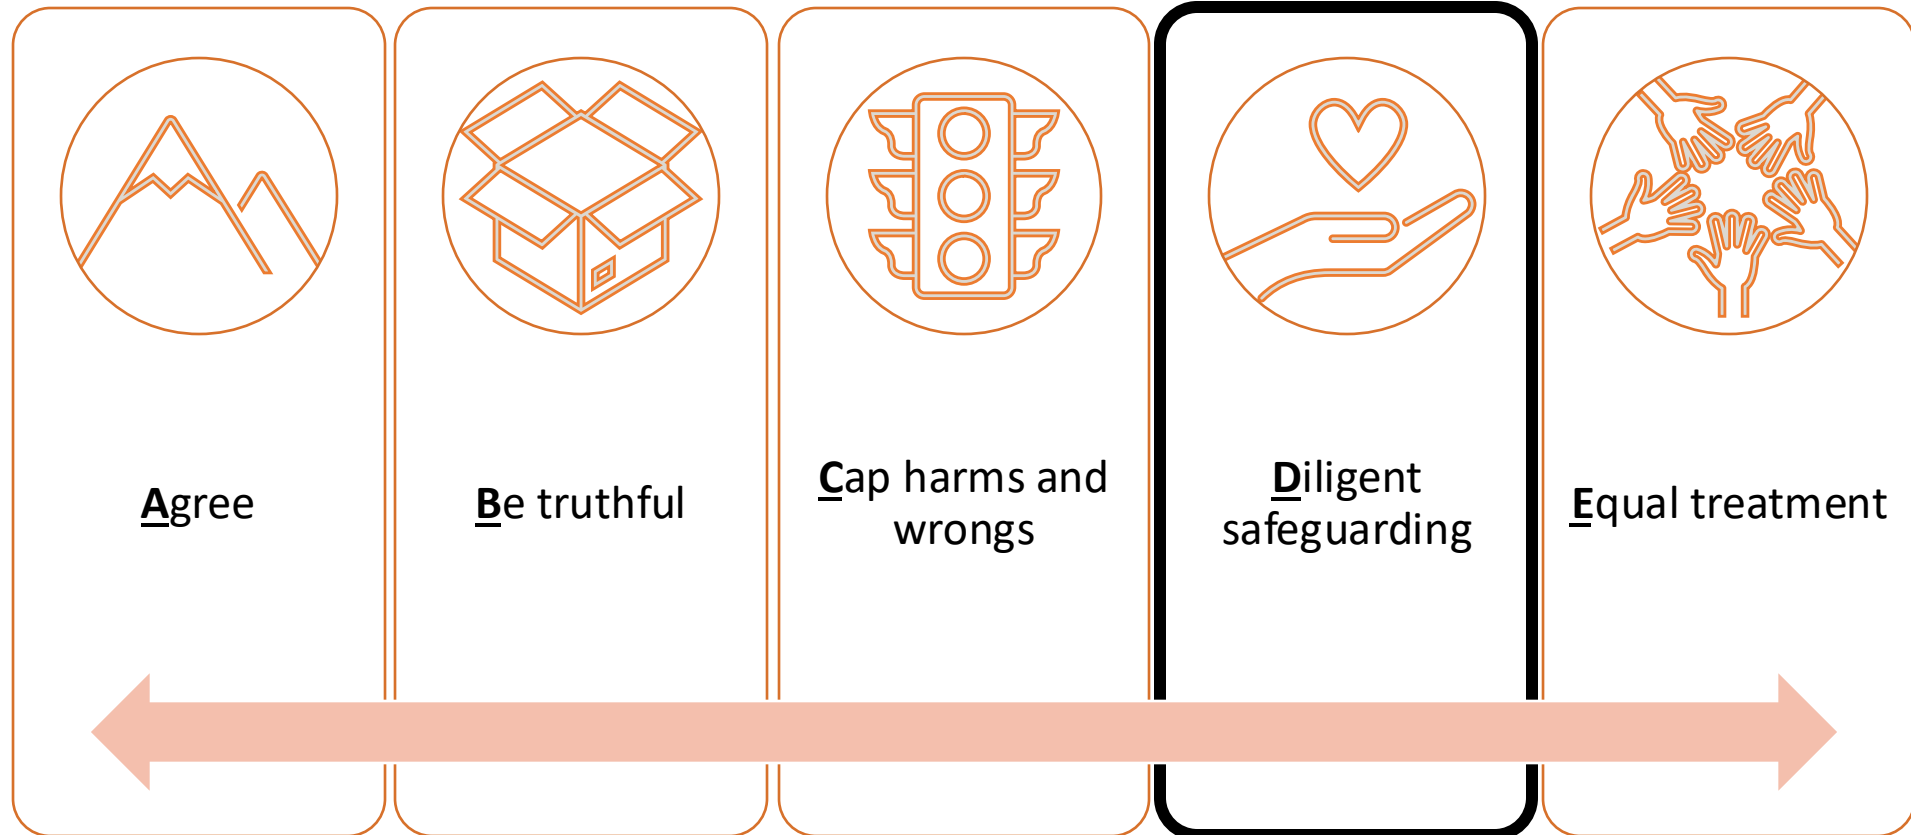 Agree
Be truthful
Cap harms and
wrongs
Diligent
safeguarding
Equal treatment